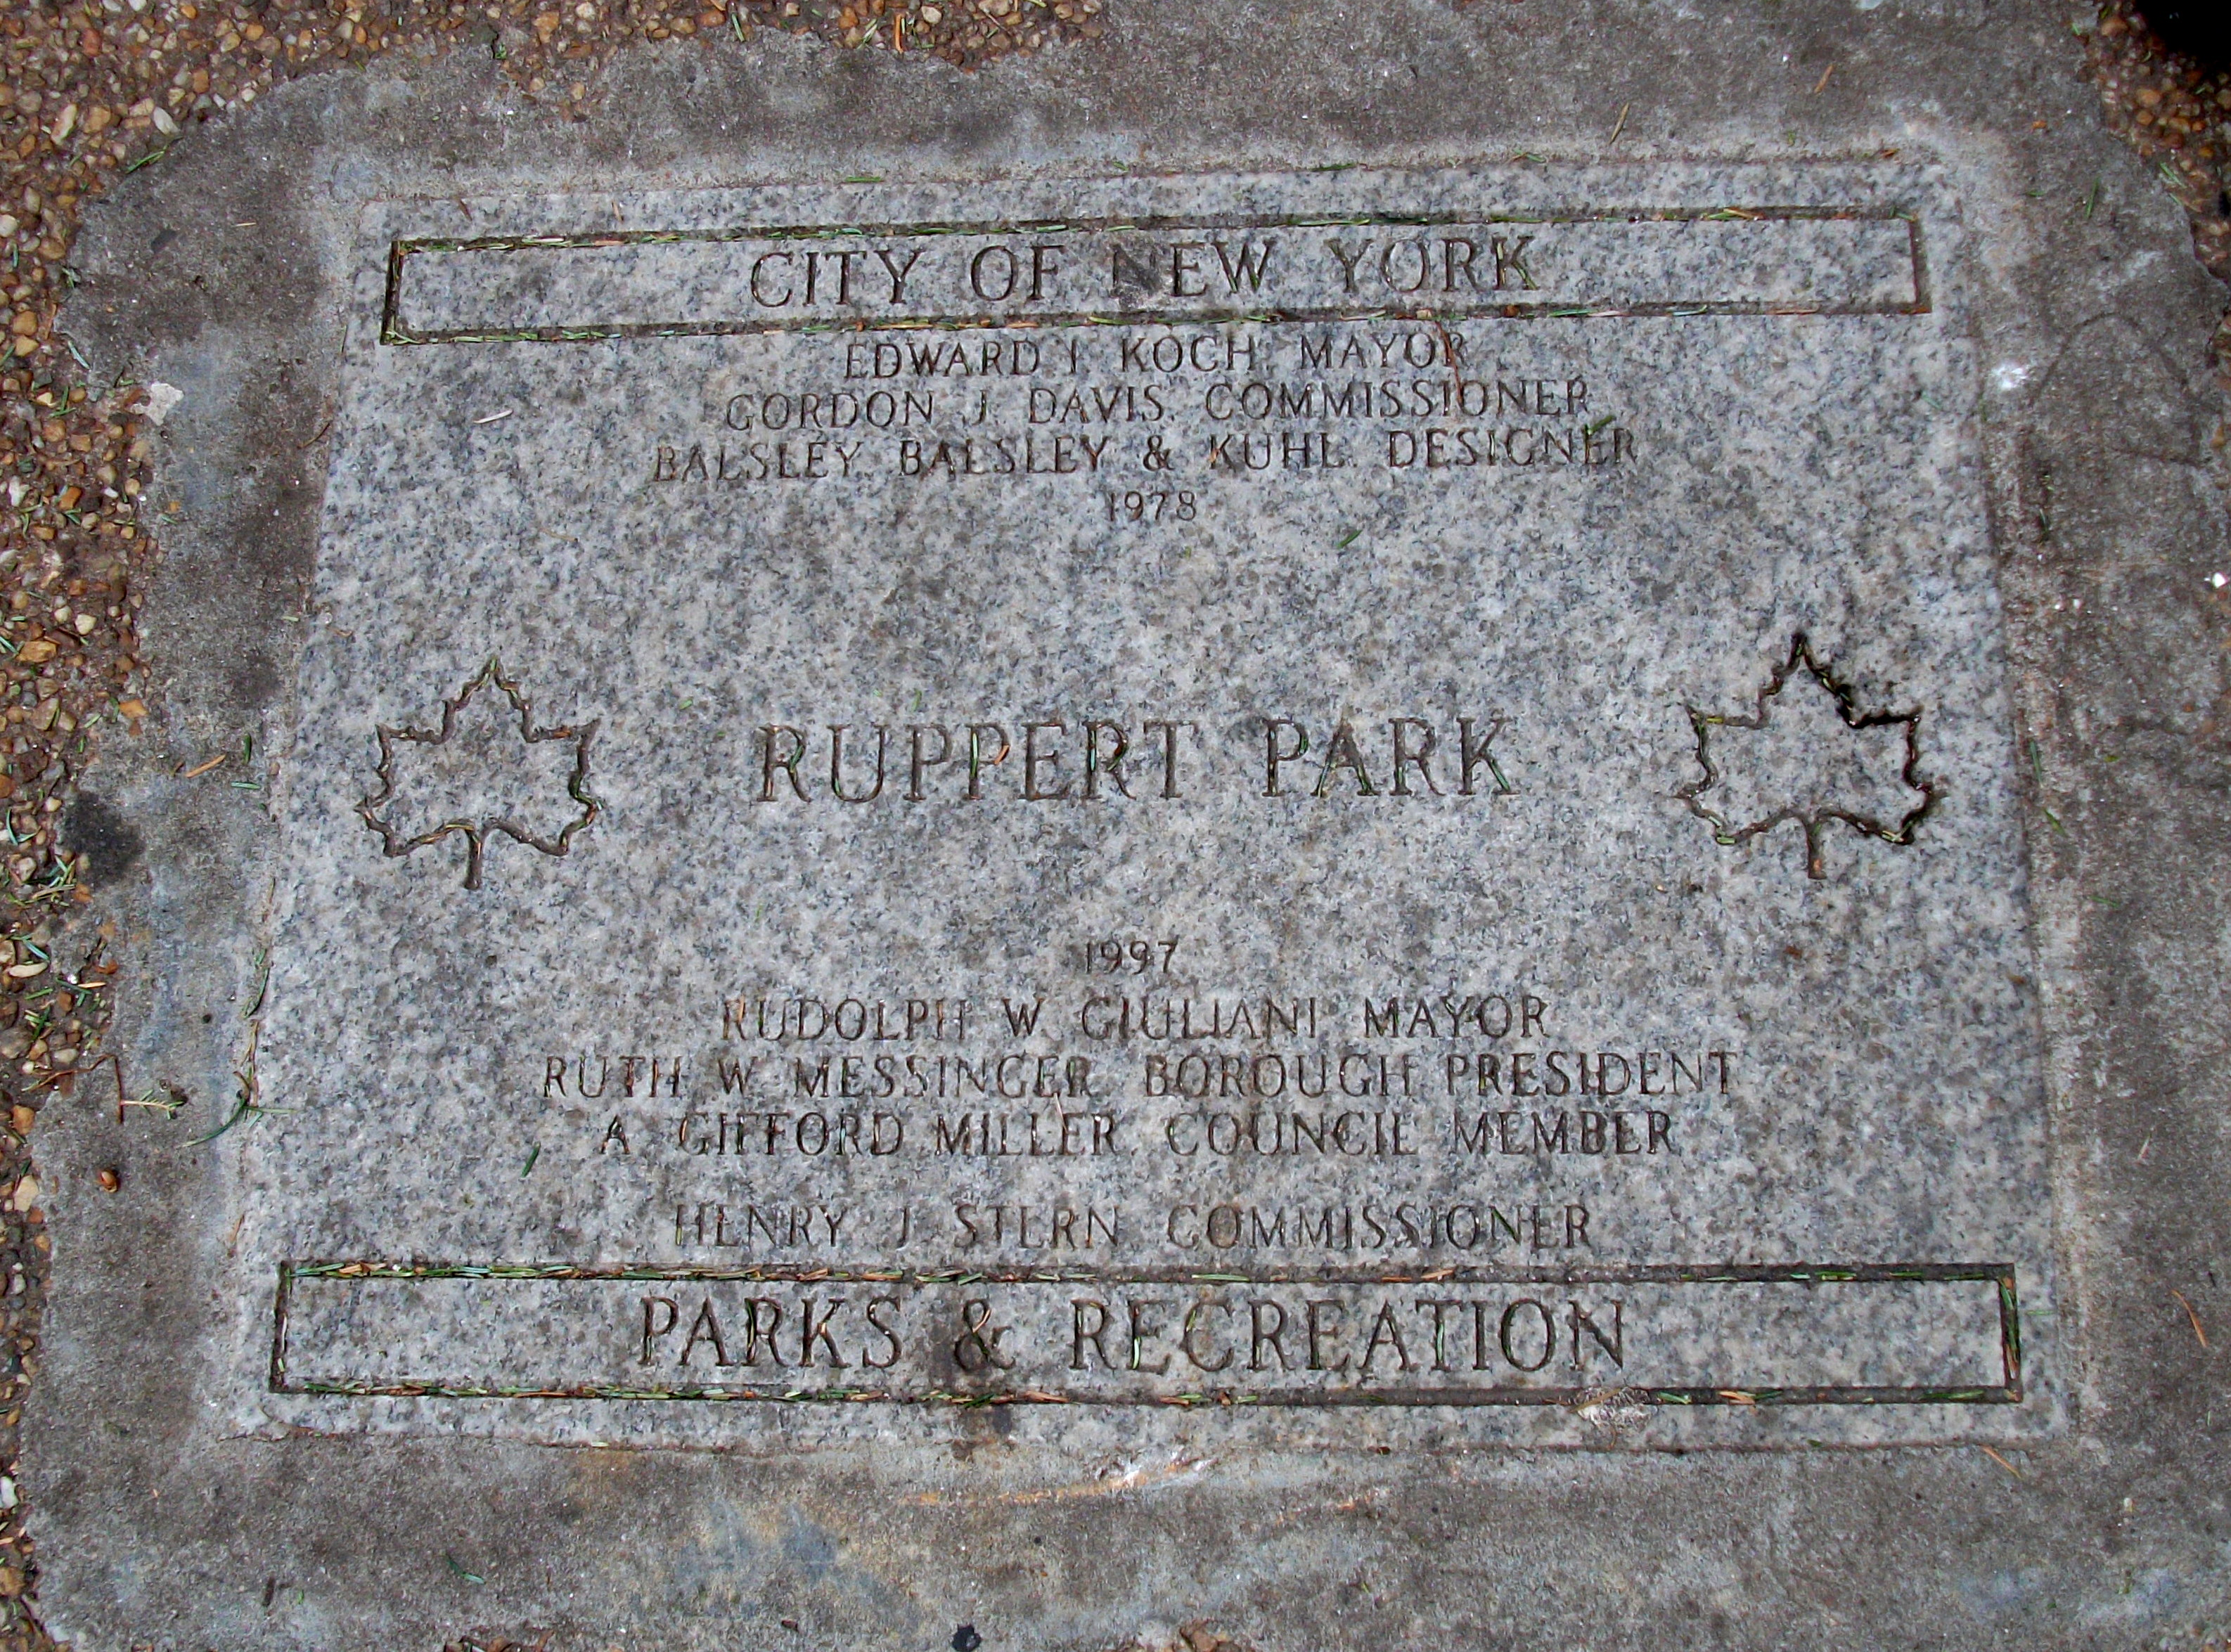 CITY OF NEW YORK
EDWARD I. KOCH, MAYOR
GORDON J. DAVIS, COMMISSIONER
BALSLEY BALSLEY & KUHL, DESIGNER
1978
RUPPERT PARK
1997
RUDOLPH W GIULIANI MAYOR
RUTH W MESSINGER, BOROUGH PRESIDENT
A GIFFORD MILLER, COUNCIL MEMBER
HENRY J STERN COMMISSIONER
PARKS & RECREATION